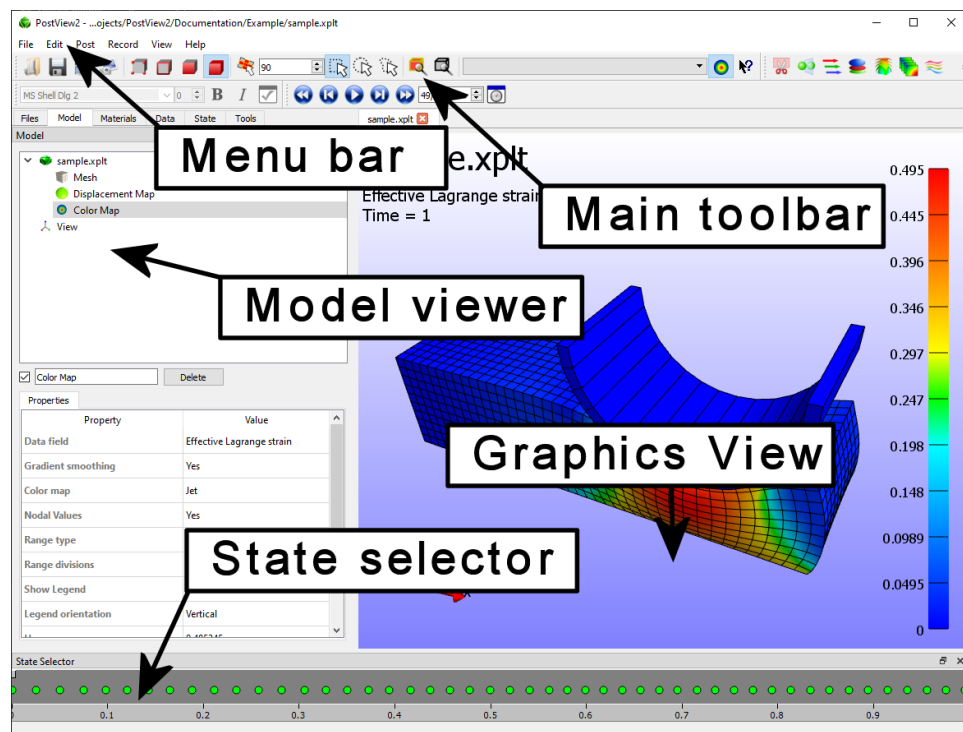 PostView2 - ...ojects/PostView2/Documentation/Example/sample.xplt
File Edit Post Record View Help
90
MS Shell Dlg 2 0 B I 49,
Files Model Materials Data State Tools
sample.xplt
Model
sample.xplt
Mesh
Displacement Map
Color Map
View
Menu bar
e.xplt
Effective Lagrange strain
Time = 1
Main toolbar
Model viewer
0.495
0.445
0.396
0.346
0.297
0.247
0.198
0.148
0.0989
0.0495
0
Color Map Delete
Properties
Property Value
Data field Effective Lagrange strain
Gradient smoothing Yes
Color map Jet
Nodal Values Yes
Range type
Range divisions
Show Legend
Legend orientation Vertical
Graphics View
State selector
x
State Selector
0.1 0.2 0.3 0.4 0.5 0.6 0.7 0.8 0.9